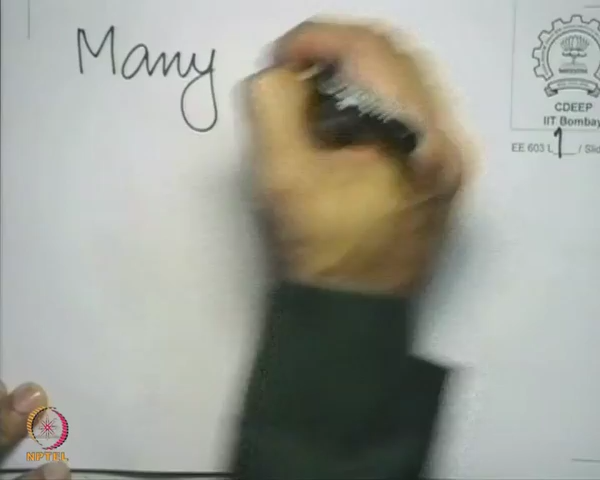 Many
CDEEP
IIT Bombay
EE 603 L 1 / Slid
NPTEL